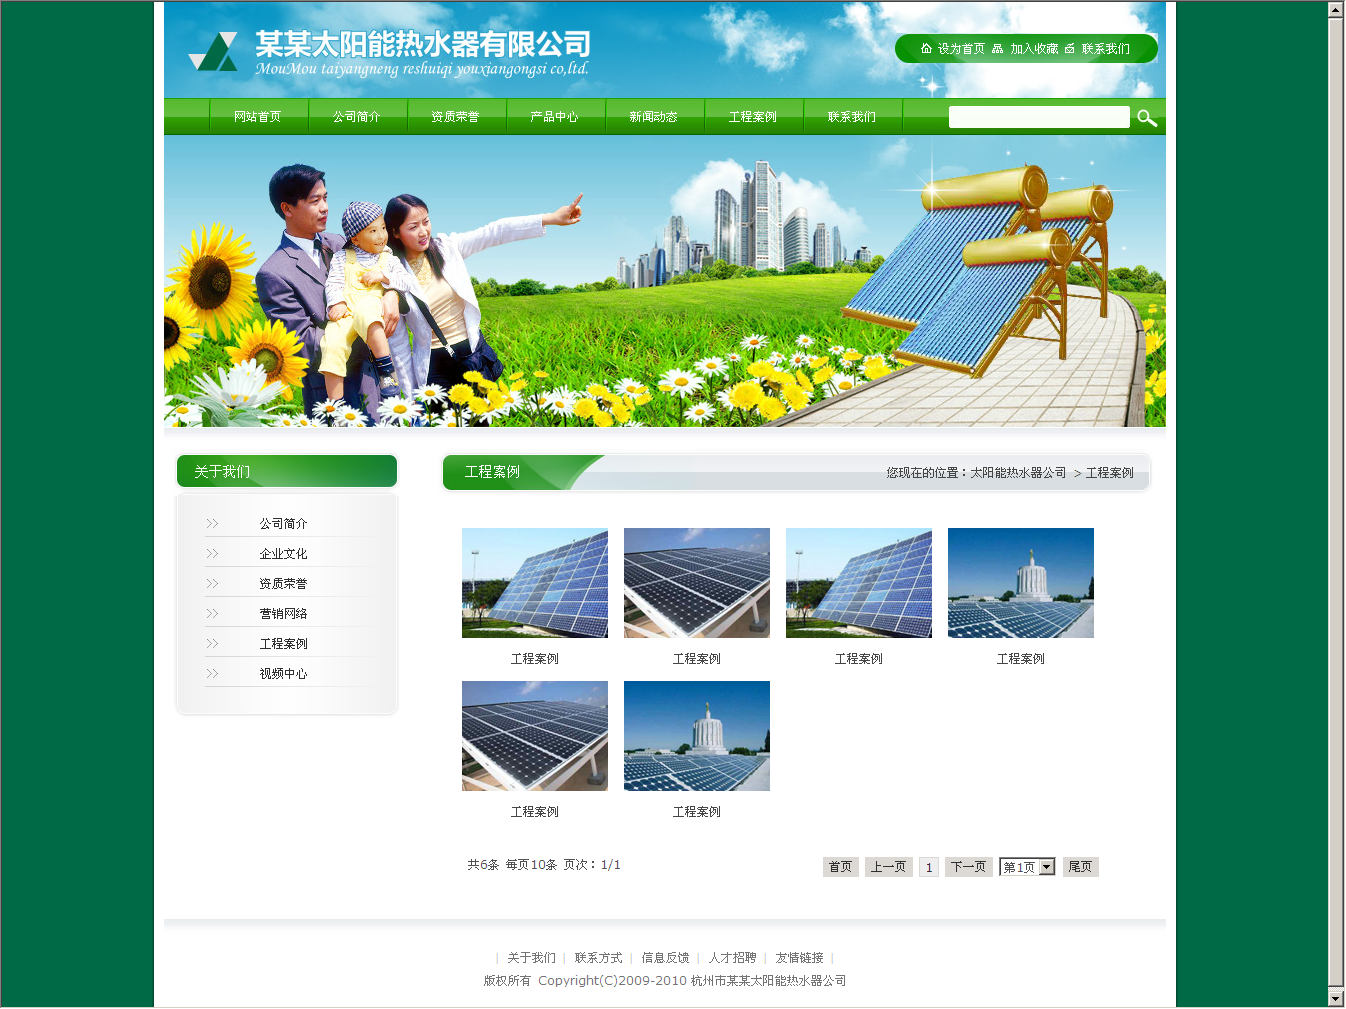 某某太阳能热水器有限公司
MouMou taiyangneng reshuiqi youxiangongsi co,ltd.
设为首页 加入收藏 联系我们
网站首页 公司简介 资质荣誉 产品中心 新闻动态 工程案例 联系我们
关于我们
公司简介
企业文化
资质荣誉
营销网络
工程案例
视频中心
工程案例
您现在的位置：太阳能热水器公司 > 工程案例
工程案例 工程案例 工程案例 工程案例
工程案例 工程案例
共6条 每页10条 页次：1/1
首页 上一页 1 下一页 第1页 尾页
| 关于我们 | 联系方式 | 信息反馈 | 人才招聘 | 友情链接 |
版权所有 Copyright(C)2009-2010 杭州市某某太阳能热水器公司